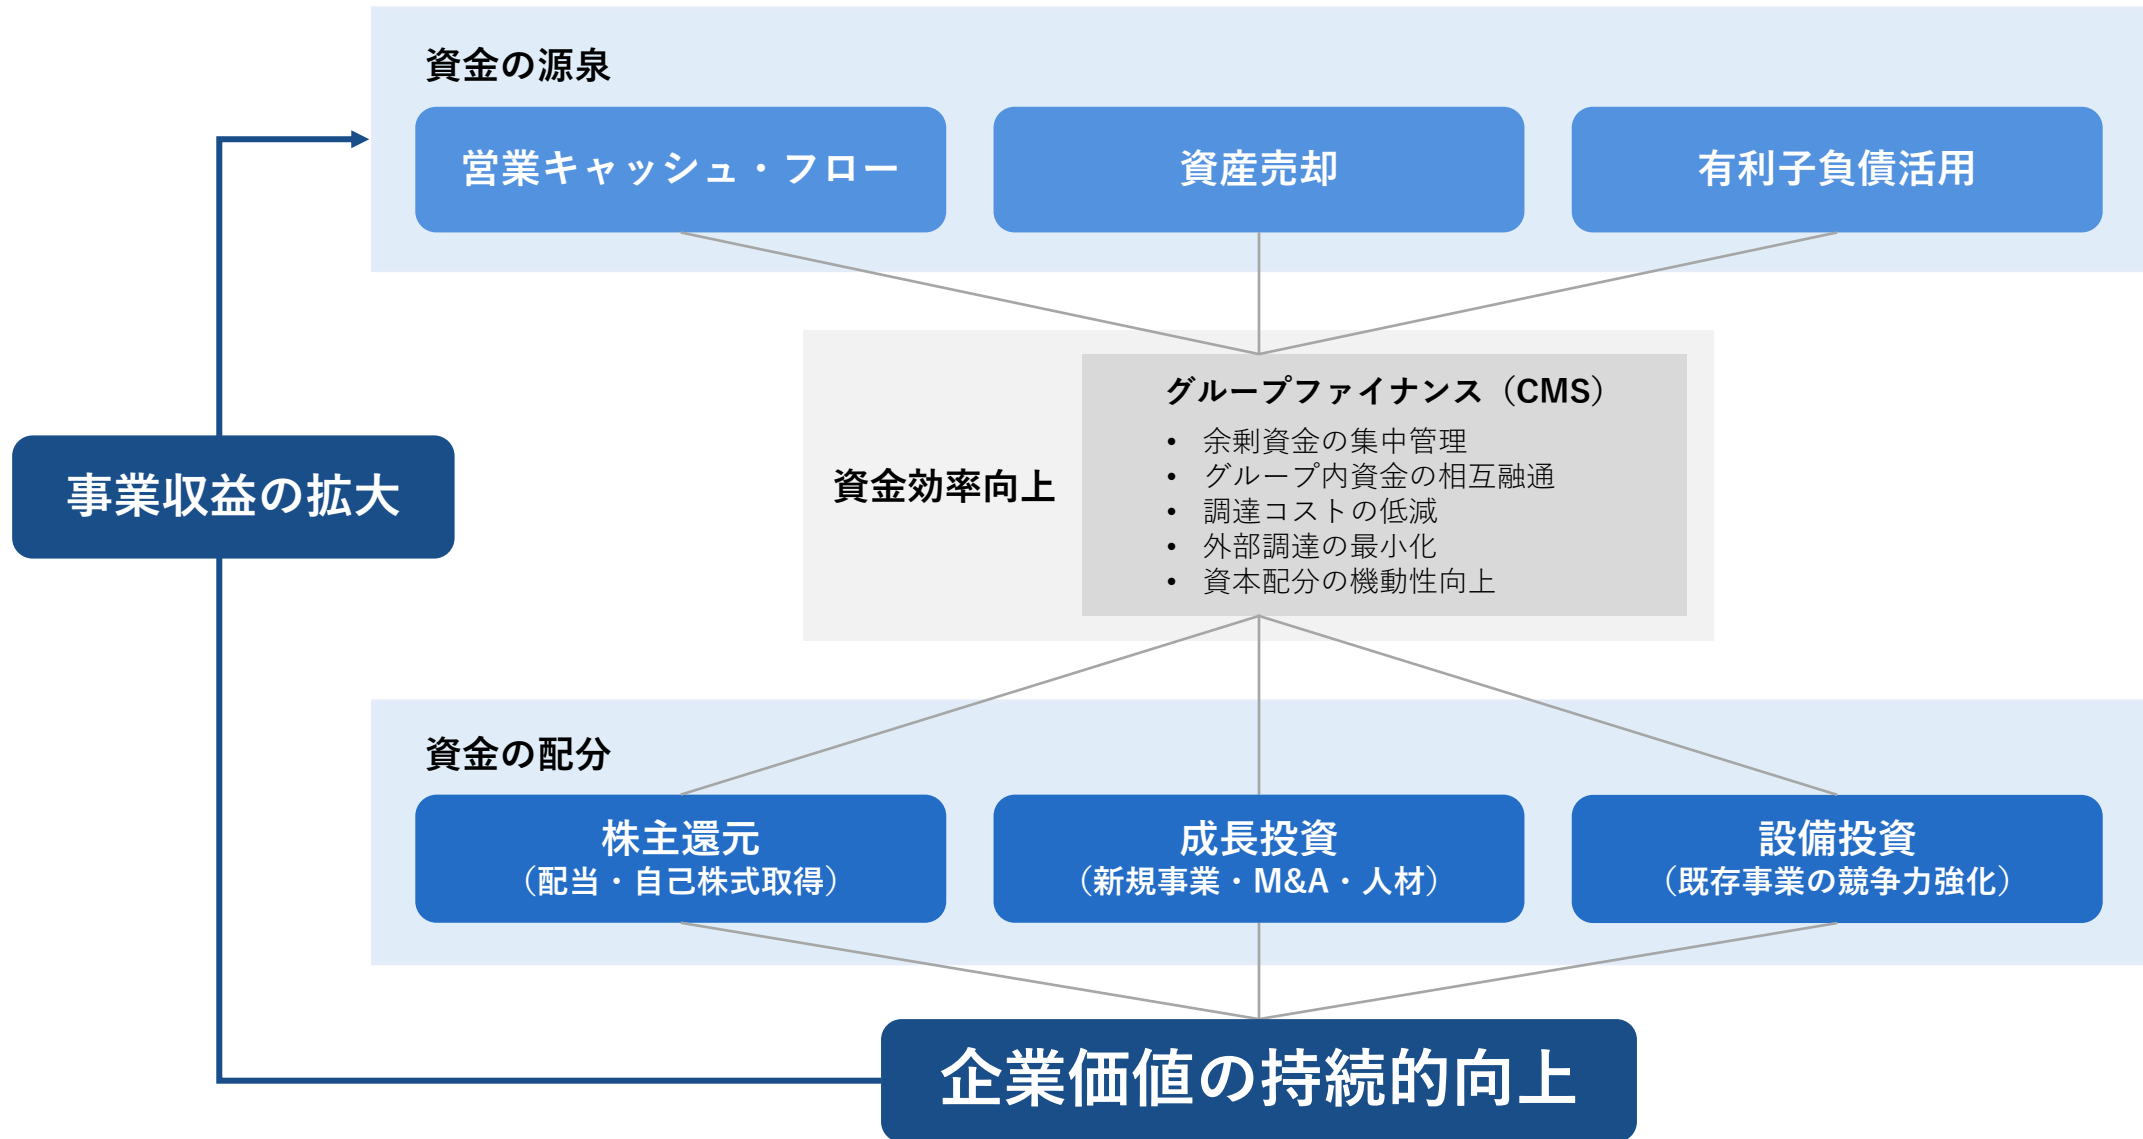 資金の源泉
営業キャッシュ・フロー
資産売却
有利子負債活用
事業収益の拡大
資金効率向上
グループファイナンス（CMS）
• 余剰資金の集中管理
• グループ内資金の相互融通
• 調達コストの低減
• 外部調達の最小化
• 資本配分の機動性向上
資金の配分
株主還元
（配当・自己株式取得）
成長投資
（新規事業・M&A・人材）
設備投資
（既存事業の競争力強化）
企業価値の持続的向上